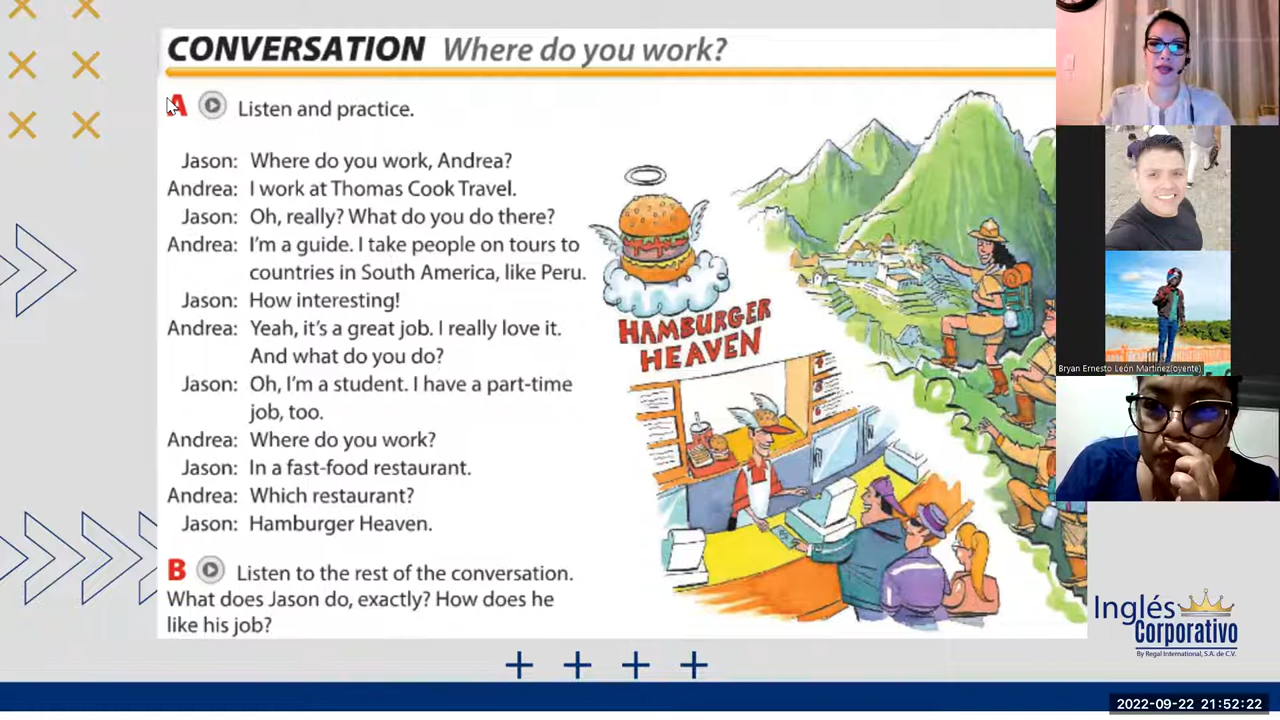 CONVERSATION Where do you work?
A Listen and practice.
Jason: Where do you work, Andrea?
Andrea: I work at Thomas Cook Travel.
Jason: Oh, really? What do you do there?
Andrea: I'm a guide. I take people on tours to
countries in South America, like Peru.
Jason: How interesting!
Andrea: Yeah, it's a great job. I really love it.
And what do you do?
Jason: Oh, I'm a student. I have a part-time
job, too.
Andrea: Where do you work?
Jason: In a fast-food restaurant.
Andrea: Which restaurant?
Jason: Hamburger Heaven.
B Listen to the rest of the conversation.
What does Jason do, exactly? How does he
like his job?
HAMBURGER
HEAVEN
Bryan Ernesto León Martinez(oyente)
Inglés
Corporativo
By Regal International, S.A. de C.V.
2022-09-22 21:52:22